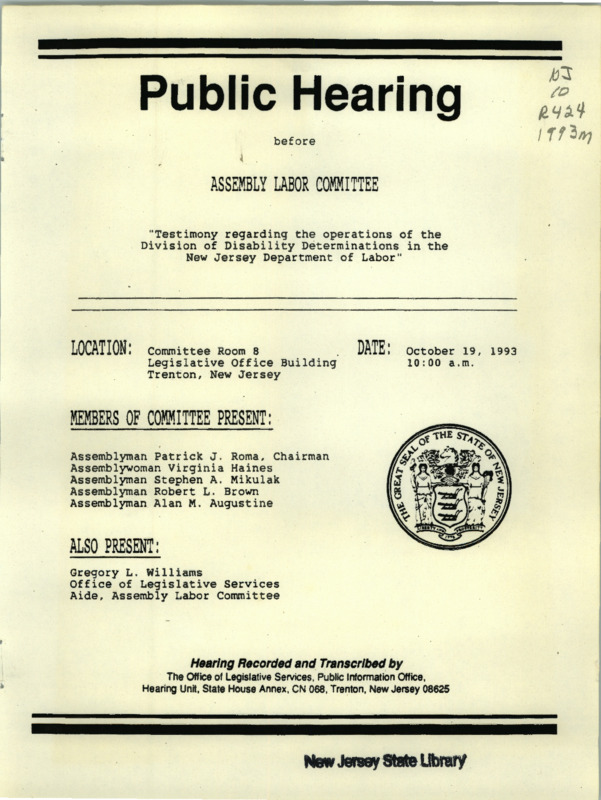 Public Hearing
NJ
10
R424
1993m
before
ASSEMBLY LABOR COMMITTEE
"Testimony regarding the operations of the
Division of Disability Determinations in the
New Jersey Department of Labor"
LOCATION: Committee Room 8
Legislative Office Building
Trenton, New Jersey
DATE: October 19, 1993
10:00 a.m.
MEMBERS OF COMMITTEE PRESENT:
Assemblyman Patrick J. Roma, Chairman
Assemblywoman Virginia Haines
Assemblyman Stephen A. Mikulak
Assemblyman Robert L. Brown
Assemblyman Alan M. Augustine
THE GREAT SEAL OF THE STATE OF NEW JERSEY
ALSO PRESENT:
Gregory L. Williams
Office of Legislative Services
Aide, Assembly Labor Committee
Hearing Recorded and Transcribed by
The Office of Legislative Services, Public Information Office,
Hearing Unit, State House Annex, CN 068, Trenton, New Jersey 08625
New Jersey State Library